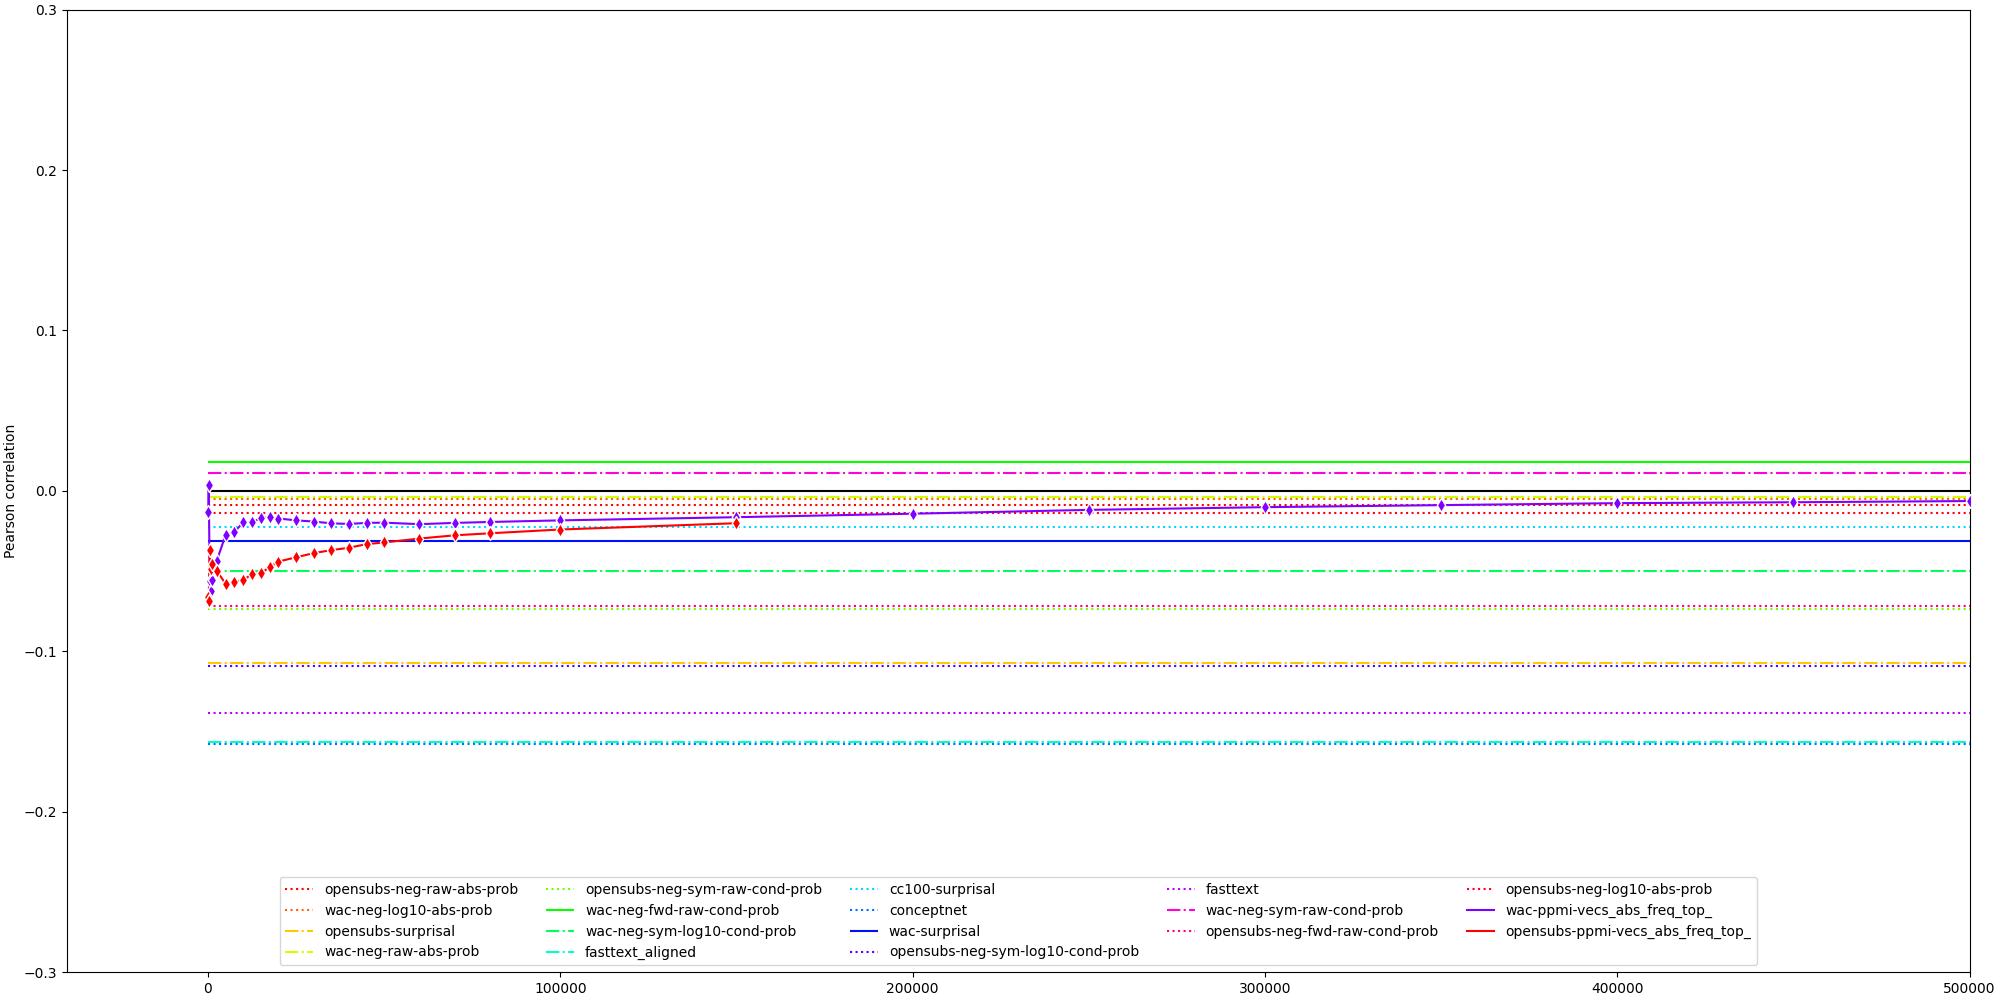 0.3
0.2
0.1
0.0
−0.1
−0.2
−0.3
Pearson correlation
opensubs-neg-raw-abs-prob
wac-neg-log10-abs-prob
opensubs-surprisal
wac-neg-raw-abs-prob
opensubs-neg-sym-raw-cond-prob
wac-neg-fwd-raw-cond-prob
wac-neg-sym-log10-cond-prob
fasttext_aligned
cc100-surprisal
conceptnet
wac-surprisal
opensubs-neg-sym-log10-cond-prob
fasttext
wac-neg-sym-raw-cond-prob
opensubs-neg-fwd-raw-cond-prob
opensubs-neg-log10-abs-prob
wac-ppmi-vecs_abs_freq_top_
opensubs-ppmi-vecs_abs_freq_top_
0 100000 200000 300000 400000 500000